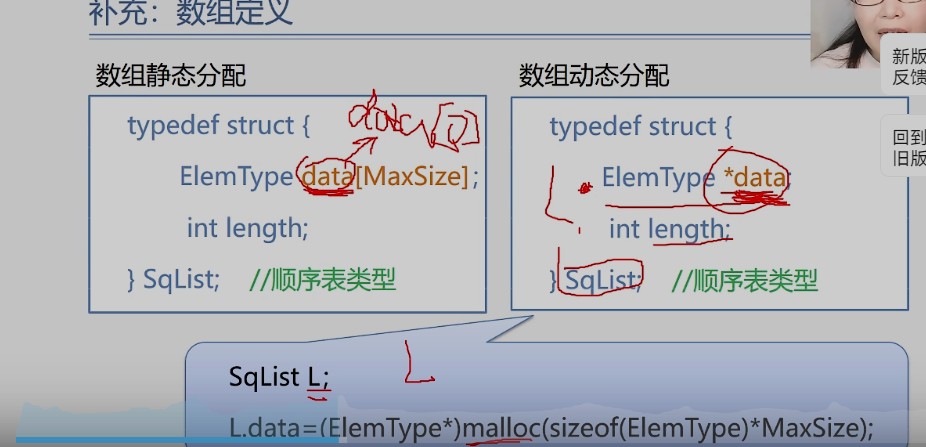 补充：数组定义
新版
反馈
回到
旧版
数组静态分配
typedef struct {
data[0]
ElemType data[MaxSize];
int length;
} SqList; //顺序表类型
数组动态分配
typedef struct {
ElemType *data;
int length;
} SqList; //顺序表类型
SqList L;
L
L.data=(ElemType*)malloc(sizeof(ElemType)*MaxSize);